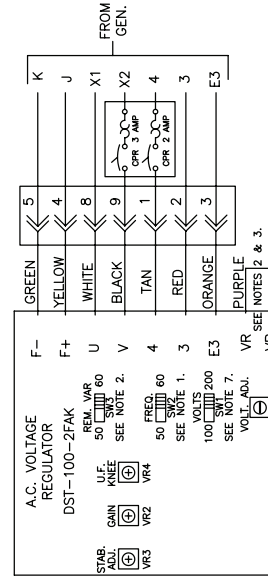 FROM
GEN.
K
J
X1
X2
4
3
E3
CPR 3 AMP
CPR 2 AMP
5
4
8
9
1
2
3
GREEN
YELLOW
WHITE
BLACK
TAN
RED
ORANGE
PURPLE
SEE NOTES 2 & 3.
F-
F+
U
V
4
3
E3
VR
A.C. VOLTAGE
REGULATOR
DST-100-2FAK
REM. VAR
50 60
SW3
SEE NOTE 2.
FREQ.
50 60
SW2
SEE NOTE 1.
VOLTS
100 200
SW1
SEE NOTE 7.
VOLT. ADJ.
STAB.
ADJ.
VR3
GAIN
VR2
U.F.
KNEE
VR4